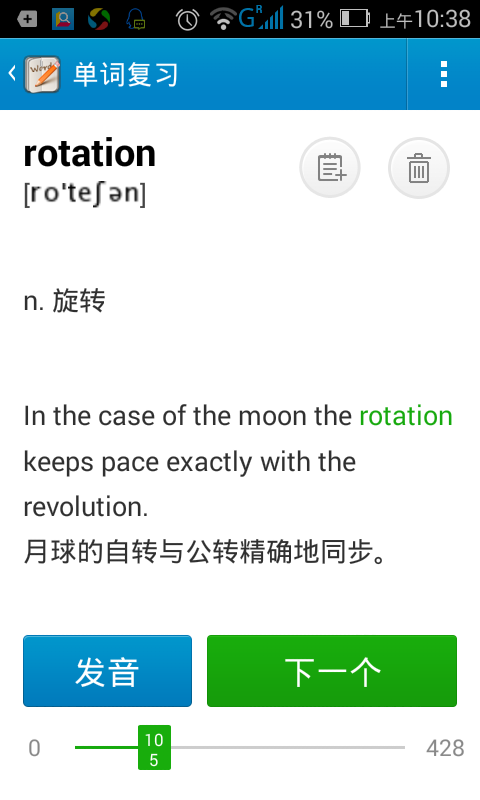 31% 上午10:38
单词复习
rotation
[ro'teʃən]
n. 旋转
In the case of the moon the rotation
keeps pace exactly with the
revolution.
月球的自转与公转精确地同步。
发音 下一个
0 10 428
5